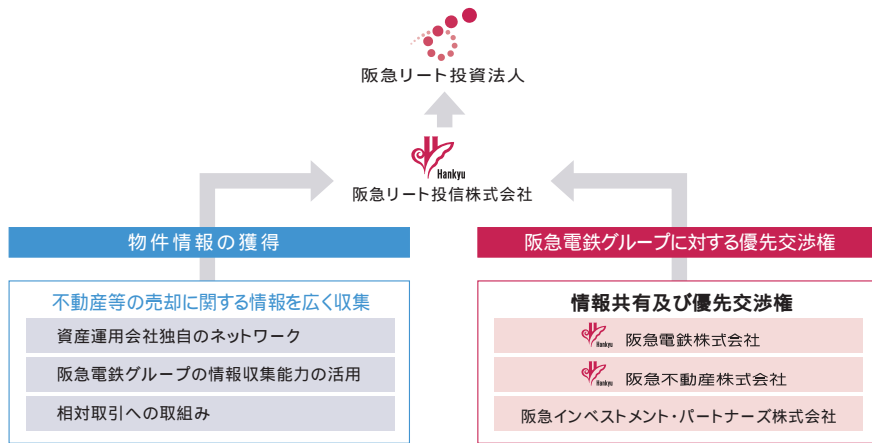 阪急リート投資法人
Hankyu
阪急リート投信株式会社
物件情報の獲得
不動産等の売却に関する情報を広く収集
資産運用会社独自のネットワーク
阪急電鉄グループの情報収集能力の活用
相対取引への取組み
阪急電鉄グループに対する優先交渉権
情報共有及び優先交渉権
Hankyu 阪急電鉄株式会社
Hankyu 阪急不動産株式会社
阪急インベストメント・パートナーズ株式会社